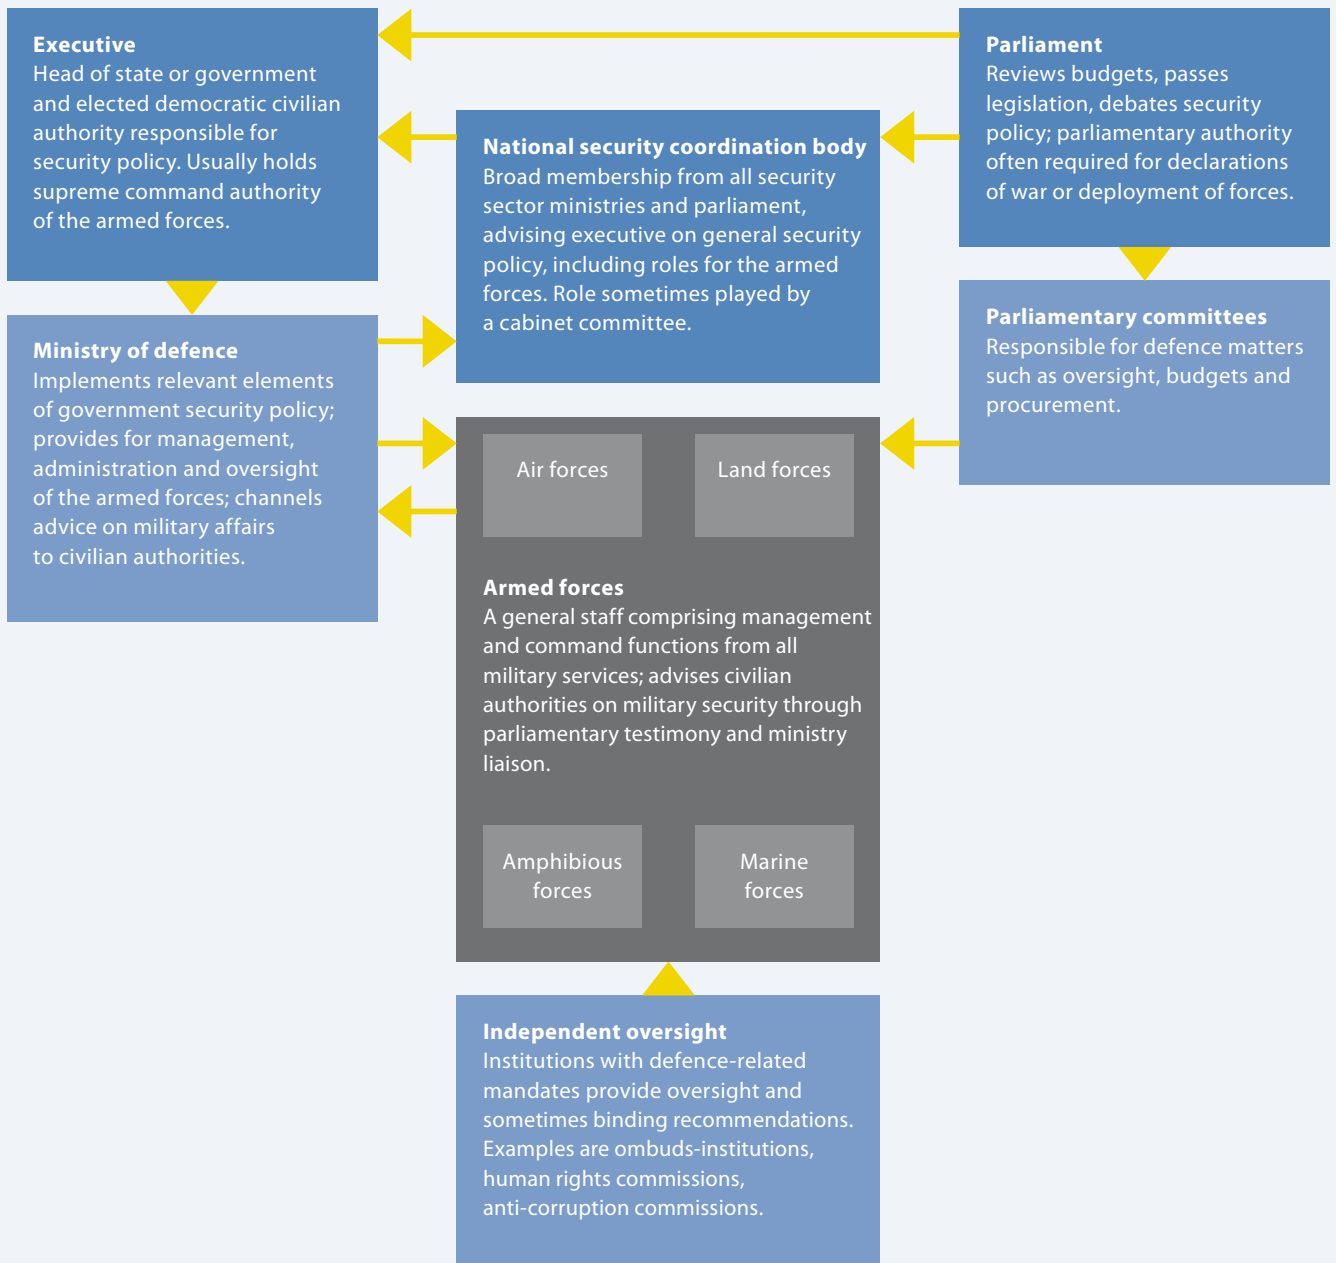 Executive
Head of state or government
and elected democratic civilian
authority responsible for
security policy. Usually holds
supreme command authority
of the armed forces.
Parliament
Reviews budgets, passes
legislation, debates security
policy; parliamentary authority
often required for declarations
of war or deployment of forces.
National security coordination body
Broad membership from all security
sector ministries and parliament,
advising executive on general security
policy, including roles for the armed
forces. Role sometimes played by
a cabinet committee.
Ministry of defence
Implements relevant elements
of government security policy;
provides for management,
administration and oversight
of the armed forces; channels
advice on military affairs
to civilian authorities.
Parliamentary committees
Responsible for defence matters
such as oversight, budgets and
procurement.
Air forces
Land forces
Armed forces
A general staff comprising management
and command functions from all
military services; advises civilian
authorities on military security through
parliamentary testimony and ministry
liaison.
Amphibious
forces
Marine
forces
Independent oversight
Institutions with defence-related
mandates provide oversight and
sometimes binding recommendations.
Examples are ombuds-institutions,
human rights commissions,
anti-corruption commissions.